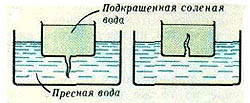 Подкрашенная соленая
вода
Пресная вода